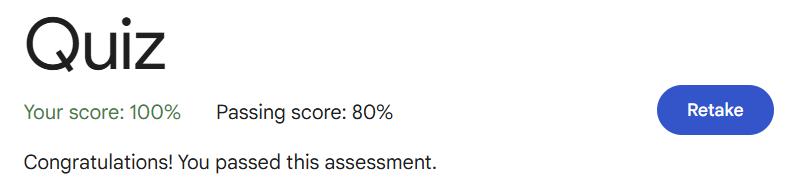 Quiz
Your score: 100% Passing score: 80%
Retake
Congratulations! You passed this assessment.